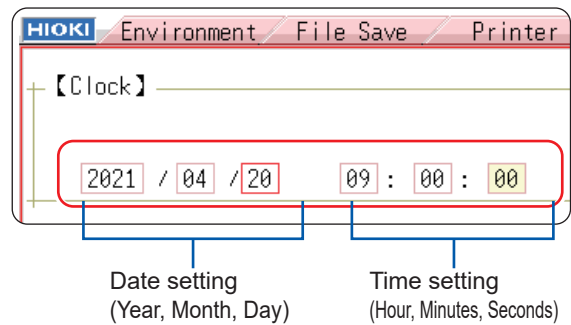 HIOKI Environment File Save Printer
【Clock】
2021 / 04 / 20 09 : 00 : 00
Date setting Time setting
(Year, Month, Day) (Hour, Minutes, Seconds)